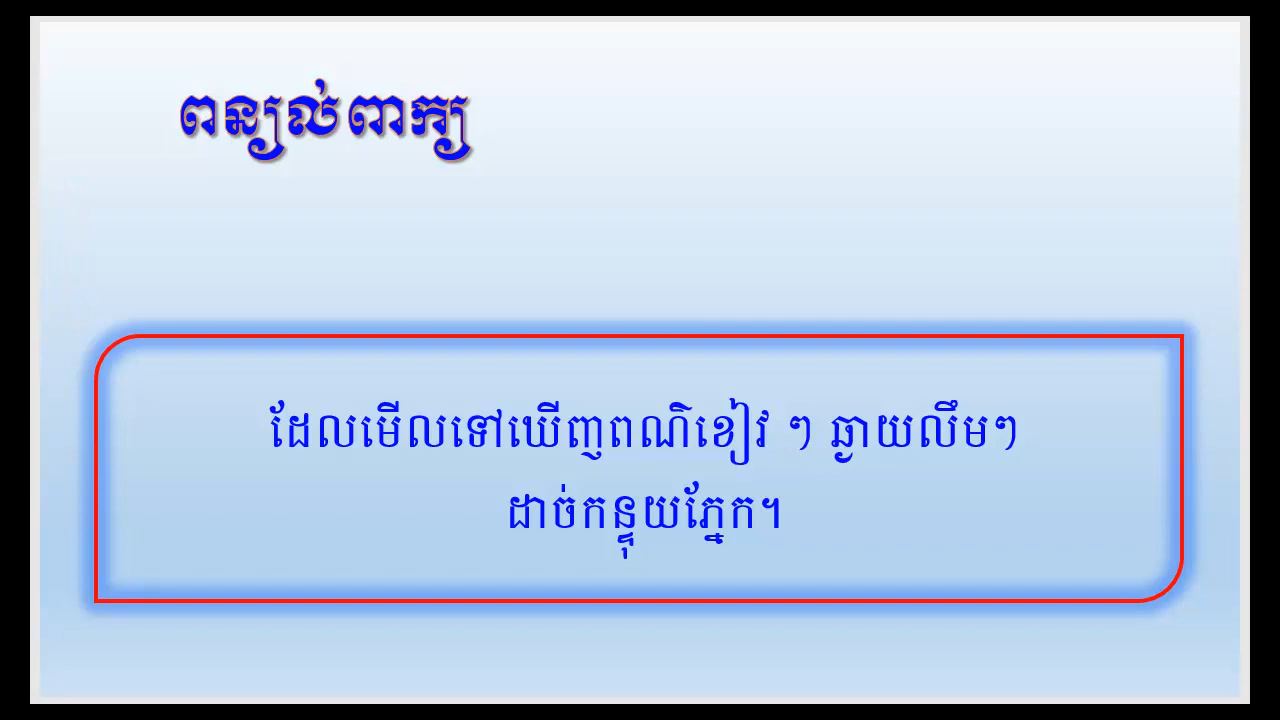 ពន្យល់ពាក្យ
ដែលមើលទៅឃើញពណ៌ខៀវ ៗ ឆ្ងាយលឹមៗ
ដាច់កន្ទុយភ្នែក។